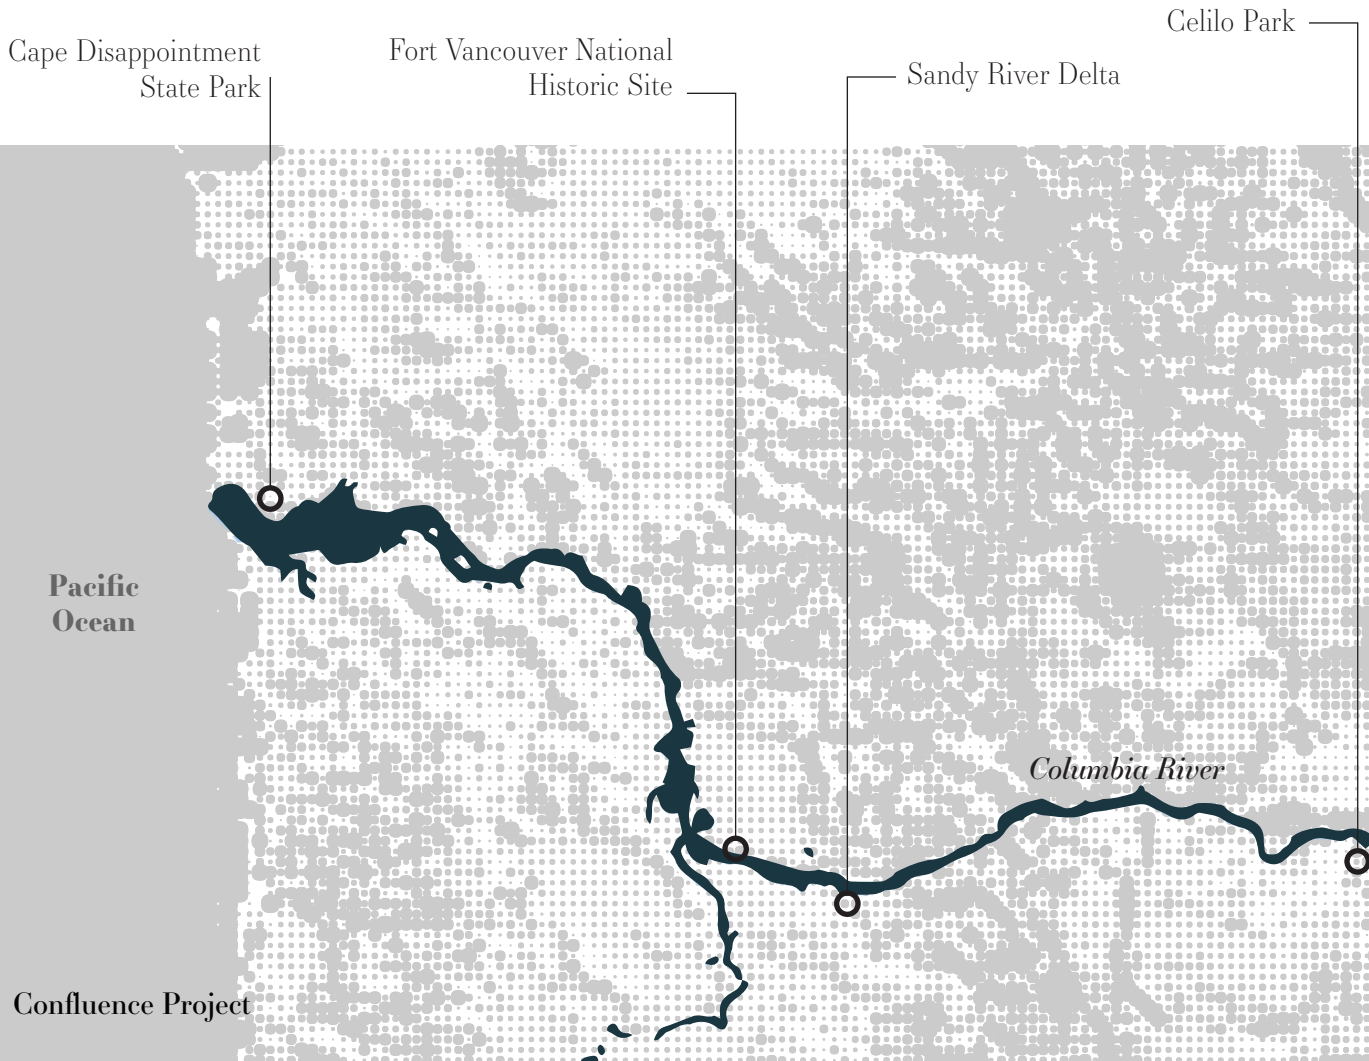 Celilo Park
Cape Disappointment
State Park
Fort Vancouver National
Historic Site
Sandy River Delta
Pacific
Ocean
Columbia River
Confluence Project